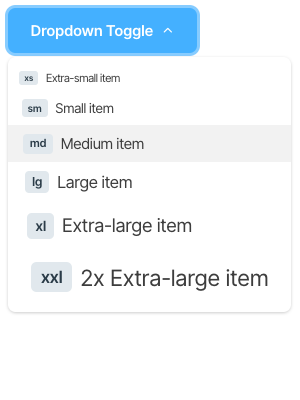 Dropdown Toggle
xs Extra-small item
sm Small item
md Medium item
lg Large item
xl Extra-large item
xxl 2x Extra-large item